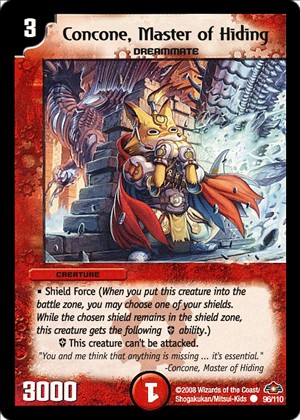 3
Concone, Master of Hiding
DREAMMATE
CREATURE
▪ Shield Force (When you put this creature into the
battle zone, you may choose one of your shields.
While the chosen shield remains in the shield zone,
this creature gets the following ability.)
This creature can't be attacked.
"You and me think that anything is missing ... it's essential."
-Concone, Master of Hiding
3000
1
©2008 Wizards of the Coast/
Shogakukan/Mitsui-Kids
96/110